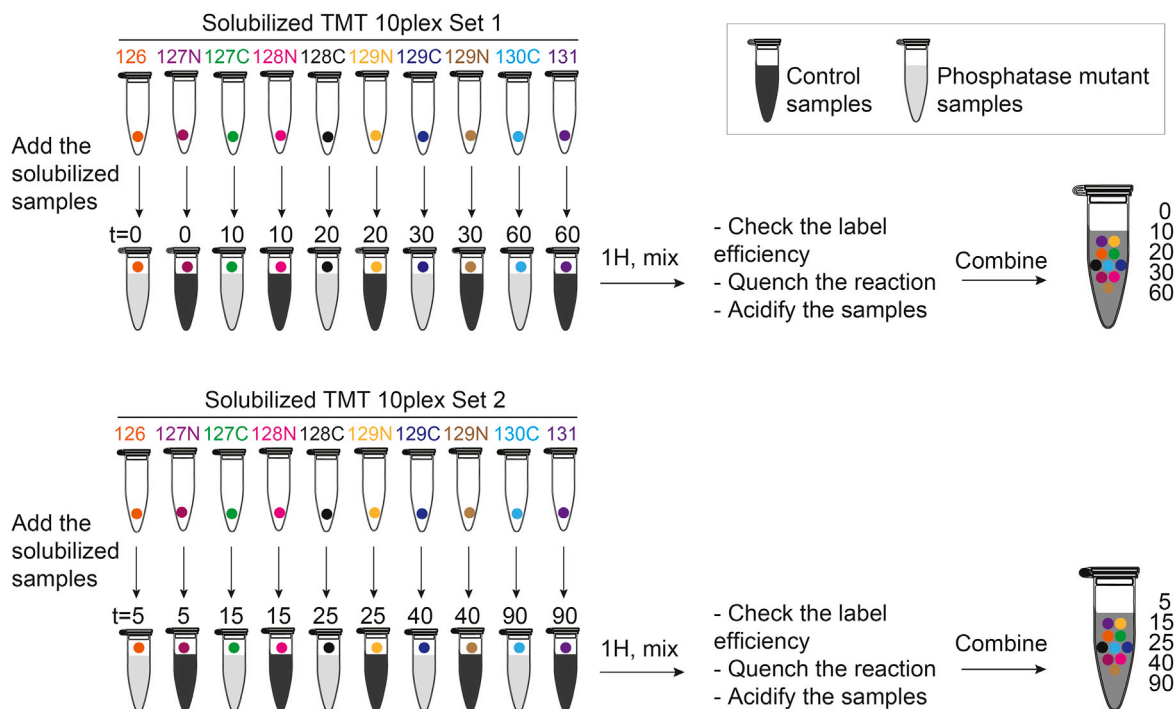 Solubilized TMT 10plex Set 1
126 127N 127C 128N 128C 129N 129C 129N 130C 131
Control
samples
Phosphatase mutant
samples
Add the
solubilized
samples
t=0 0 10 10 20 20 30 30 60 60
1H, mix
- Check the label
efficiency
- Quench the reaction
- Acidify the samples
Combine
0
10
10
20
30
60
Solubilized TMT 10plex Set 2
126 127N 127C 128N 128C 129N 129C 129N 130C 131
Add the
solubilized
samples
t=5 5 15 15 25 25 40 40 90 90
1H, mix
- Check the label
efficiency
- Quench the reaction
- Acidify the samples
Combine
5
15
25
40
90